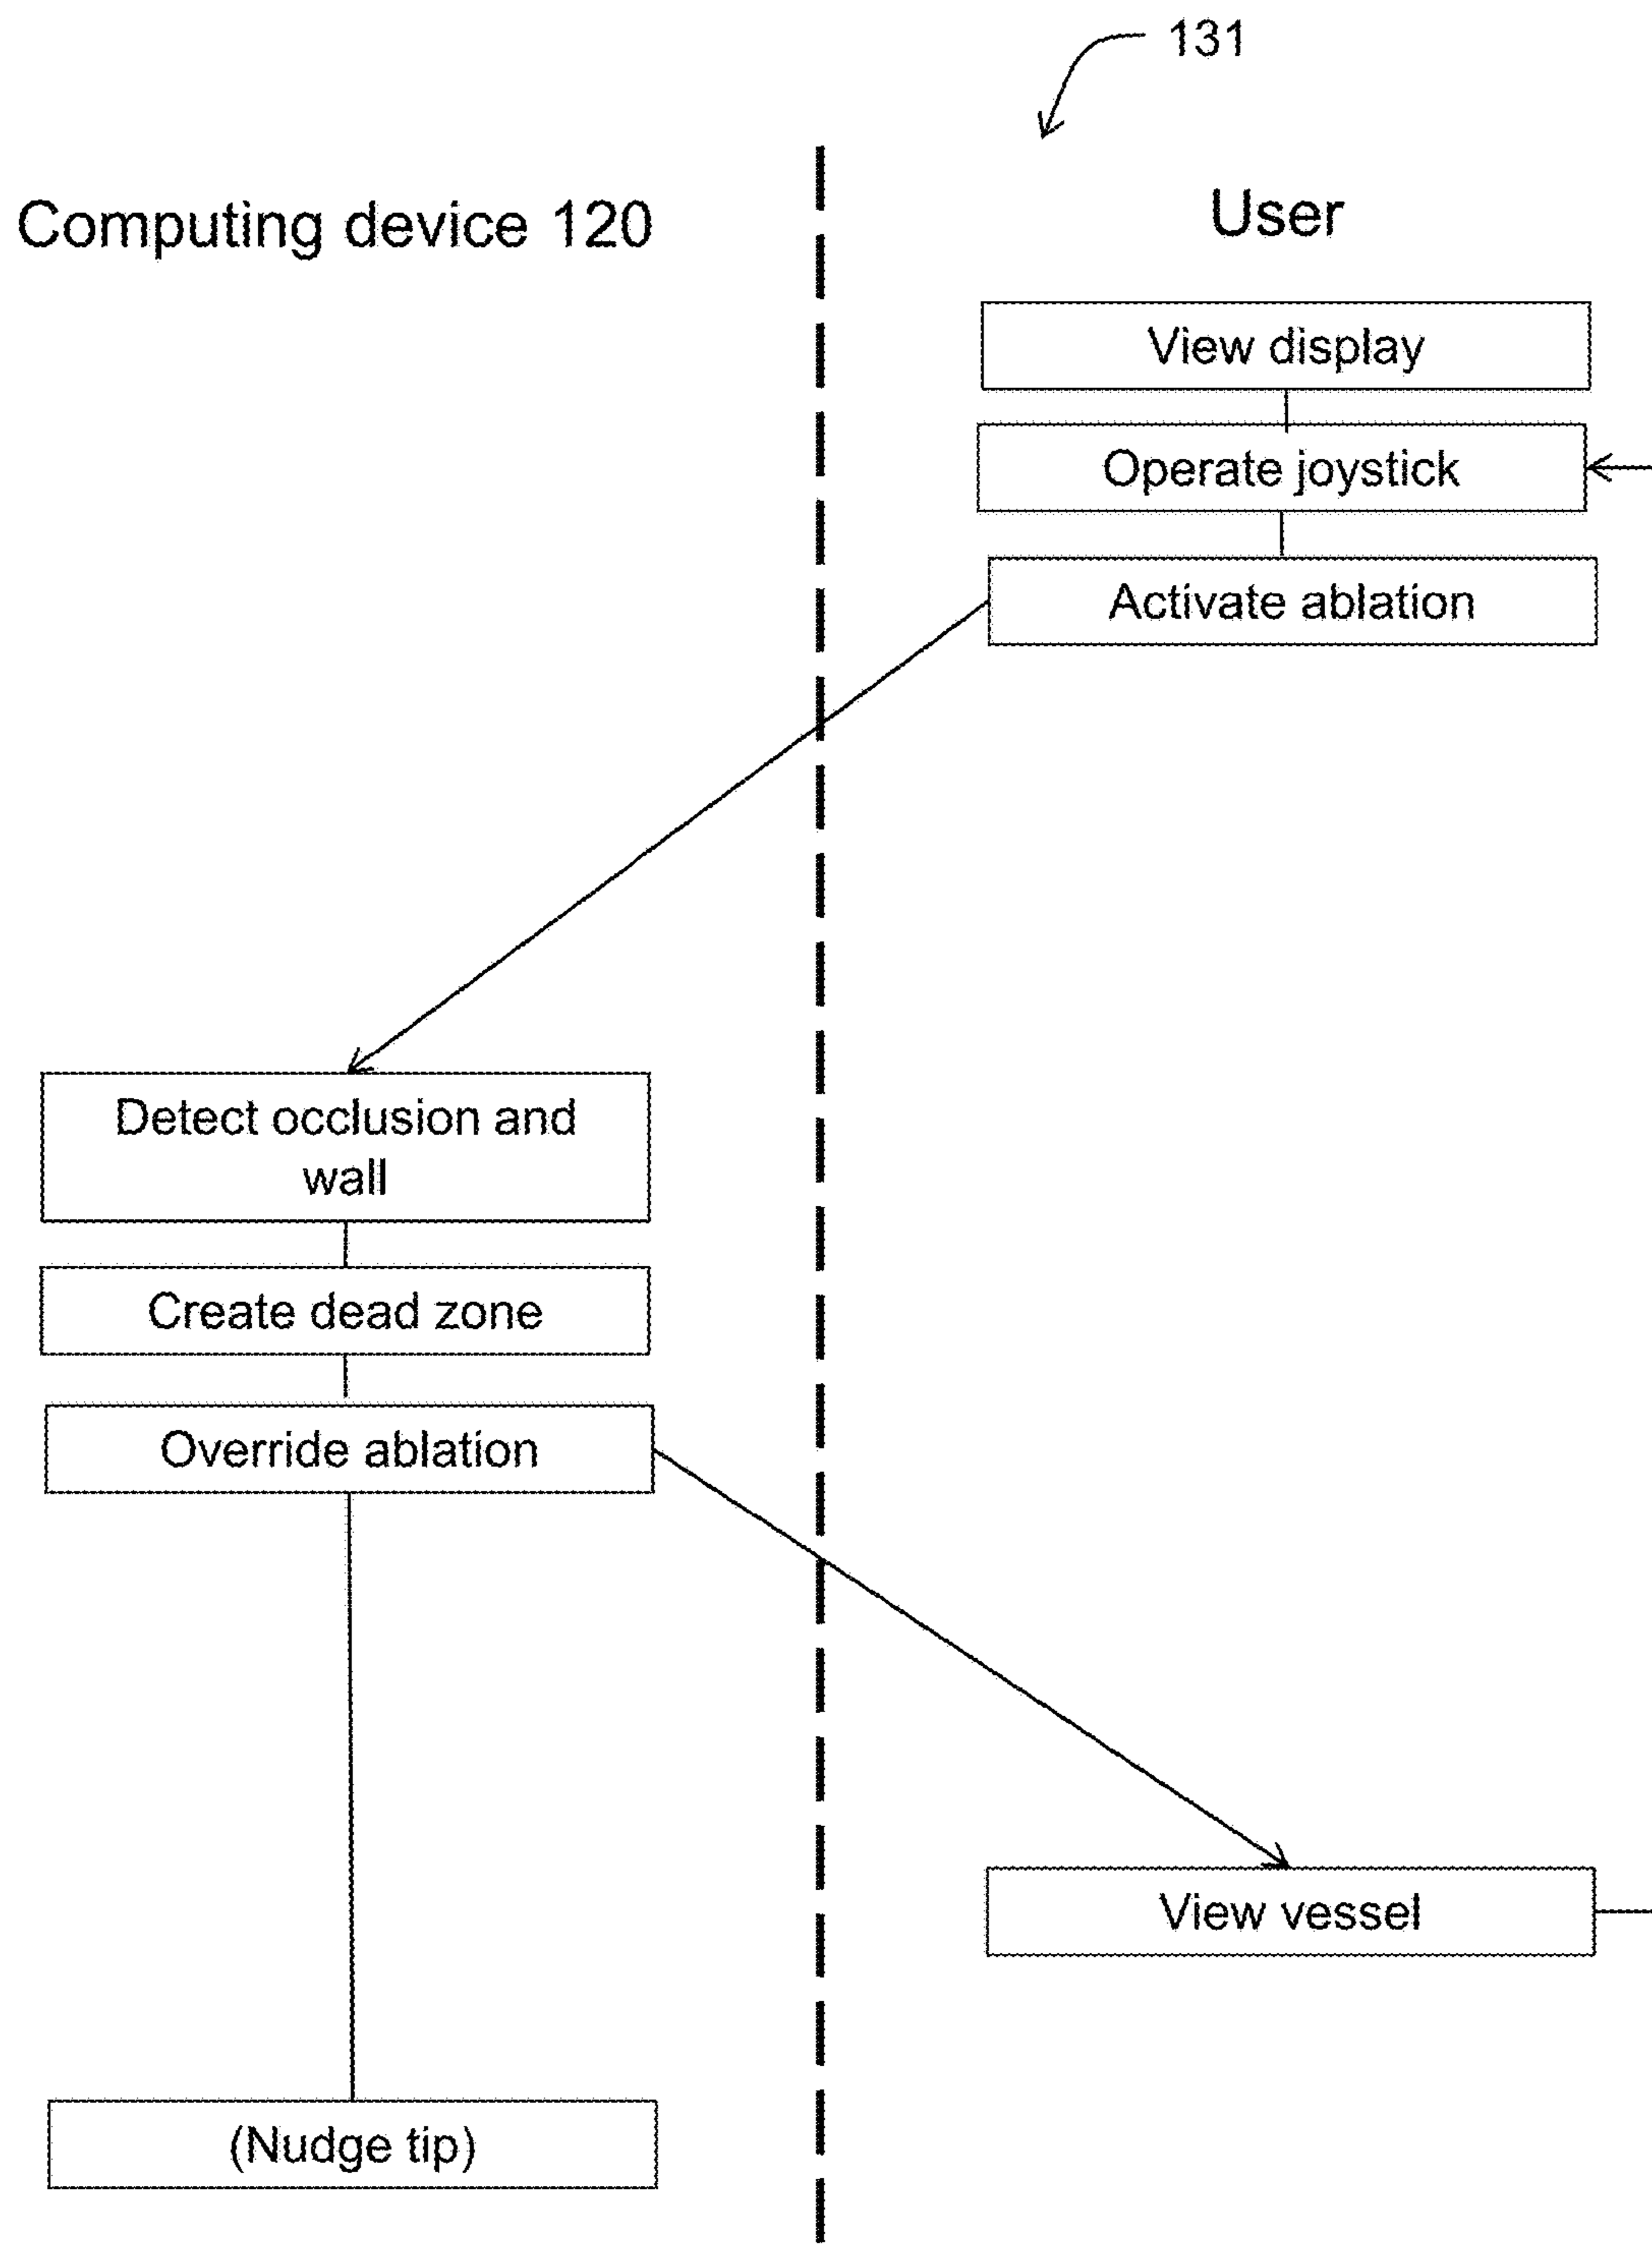 131
Computing device 120
User
View display
Operate joystick
Activate ablation
Detect occlusion and
wall
Create dead zone
Override ablation
View vessel
(Nudge tip)